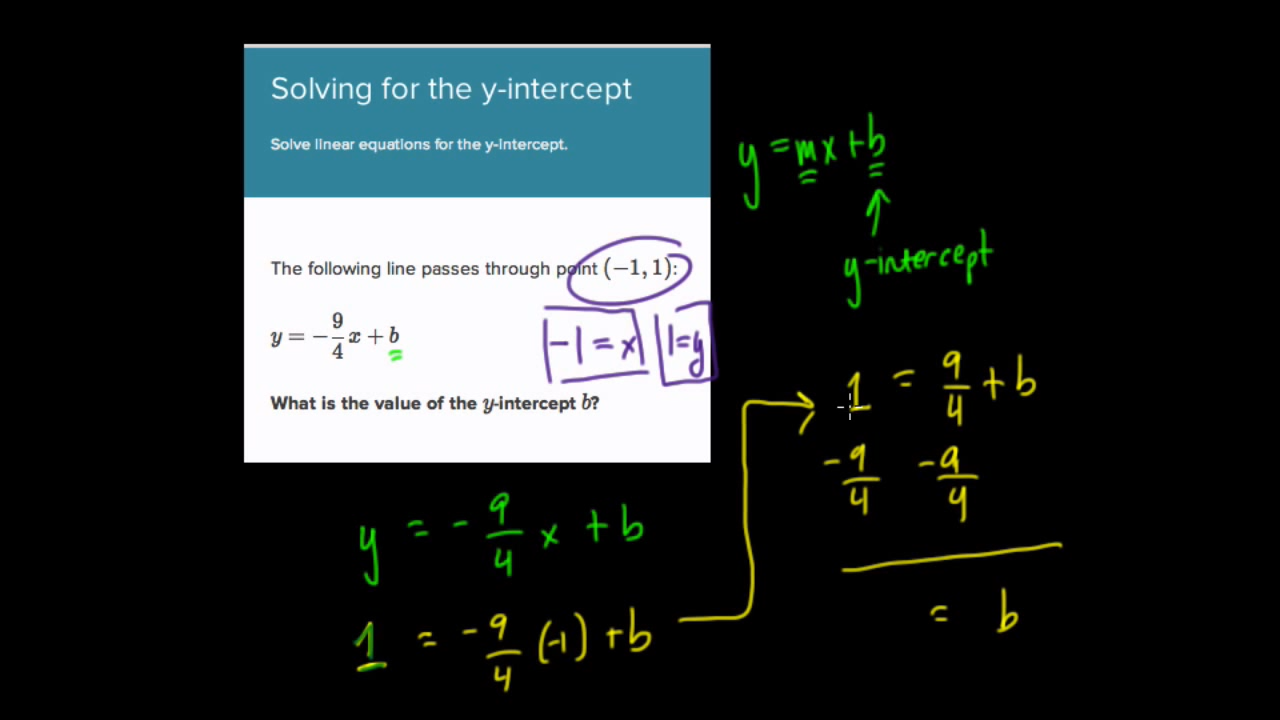 Solving for the y-intercept
Solve linear equations for the y-intercept.
The following line passes through point (−1, 1):
y = −9/4 x + b
−1 = x
1 = y
What is the value of the y-intercept b?
y = mx + b
y-intercept
y = −9/4 x + b
1 = −9/4 (−1) + b
1 = 9/4 + b
−9/4 −9/4
= b